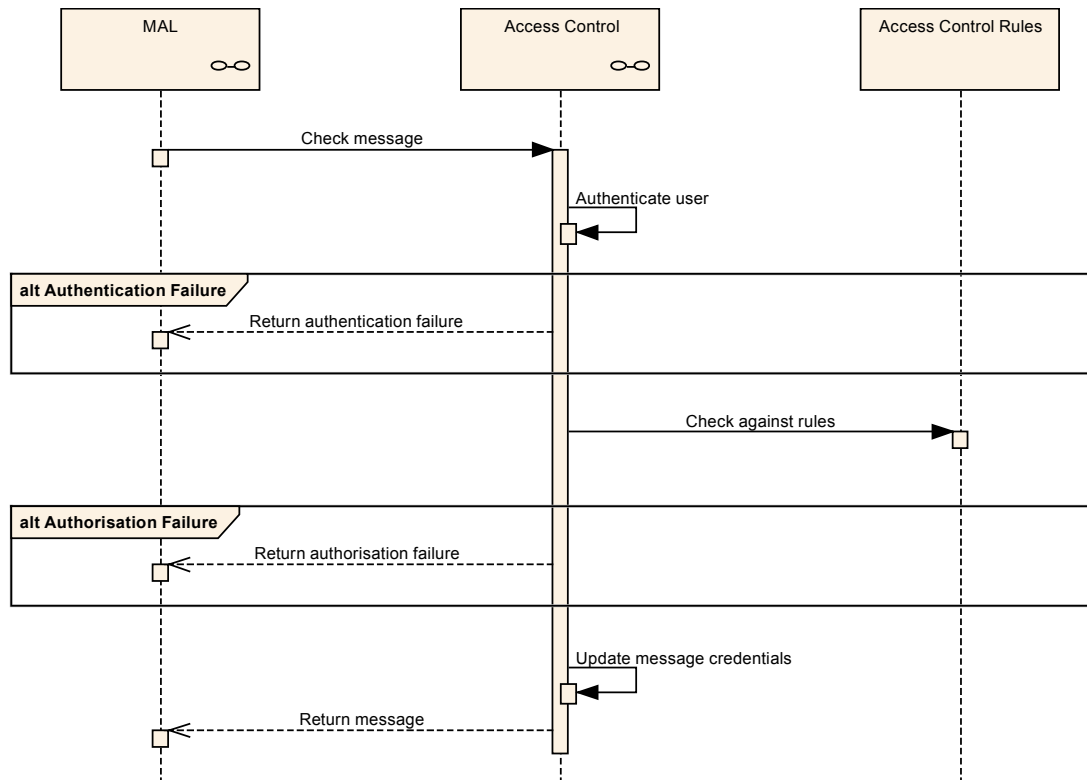 MAL
Access Control
Access Control Rules
Check message
Authenticate user
alt Authentication Failure
Return authentication failure
Check against rules
alt Authorisation Failure
Return authorisation failure
Update message credentials
Return message